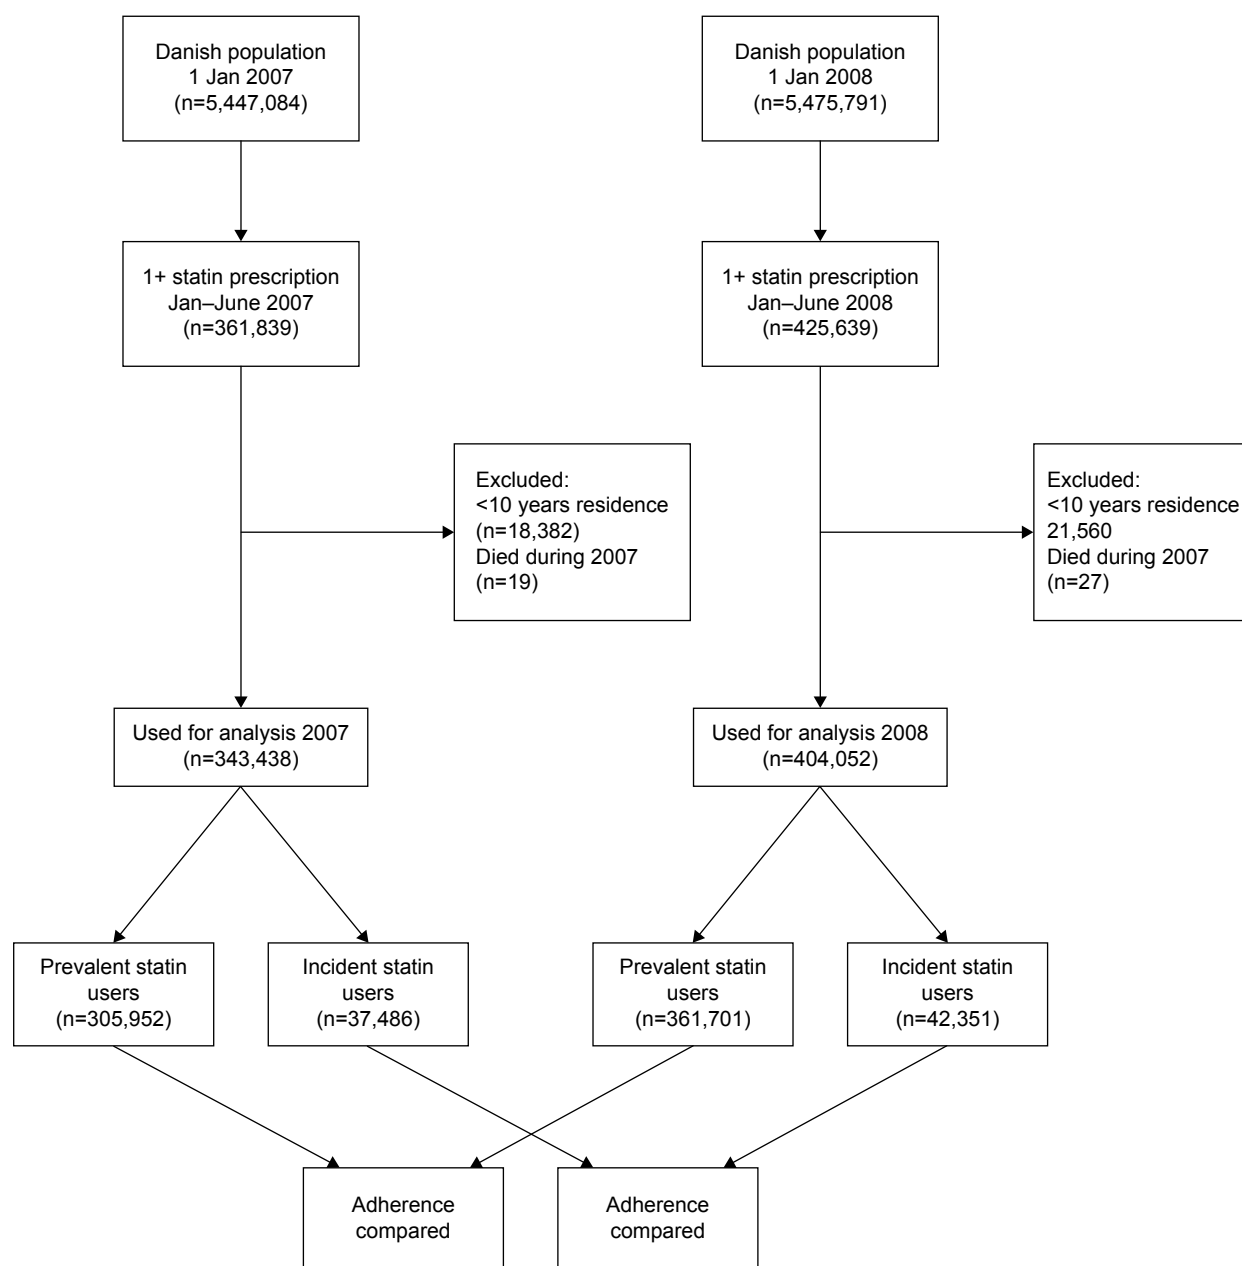 Danish population
1 Jan 2007
(n=5,447,084)
Danish population
1 Jan 2008
(n=5,475,791)
1+ statin prescription
Jan–June 2007
(n=361,839)
1+ statin prescription
Jan–June 2008
(n=425,639)
Excluded:
<10 years residence
(n=18,382)
Died during 2007
(n=19)
Excluded:
<10 years residence
21,560
Died during 2007
(n=27)
Used for analysis 2007
(n=343,438)
Used for analysis 2008
(n=404,052)
Prevalent statin
users
(n=305,952)
Incident statin
users
(n=37,486)
Prevalent statin
users
(n=361,701)
Incident statin
users
(n=42,351)
Adherence
compared
Adherence
compared